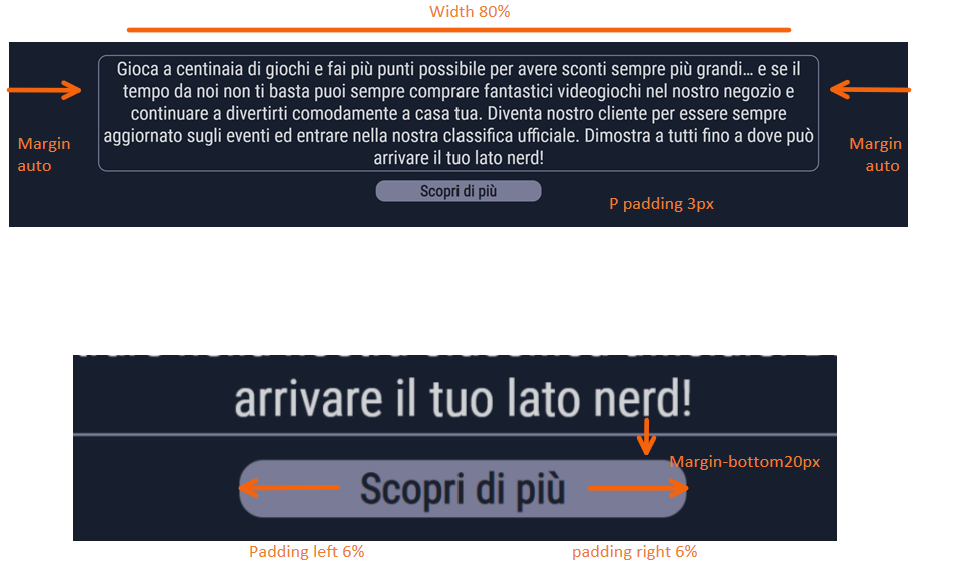 Width 80%
Gioca a centinaia di giochi e fai più punti possibile per avere sconti sempre più grandi... e se il
tempo da noi non ti basta puoi sempre comprare fantastici videogiochi nel nostro negozio e
continuare a divertirti comodamente a casa tua. Diventa nostro cliente per essere sempre
aggiornato sugli eventi ed entrare nella nostra classifica ufficiale. Dimostra a tutti fino a dove può
arrivare il tuo lato nerd!
Margin
auto
Margin
auto
Scopri di più
P padding 3px
arrivare il tuo lato nerd!
Margin-bottom20px
Scopri di più
Padding left 6%
padding right 6%